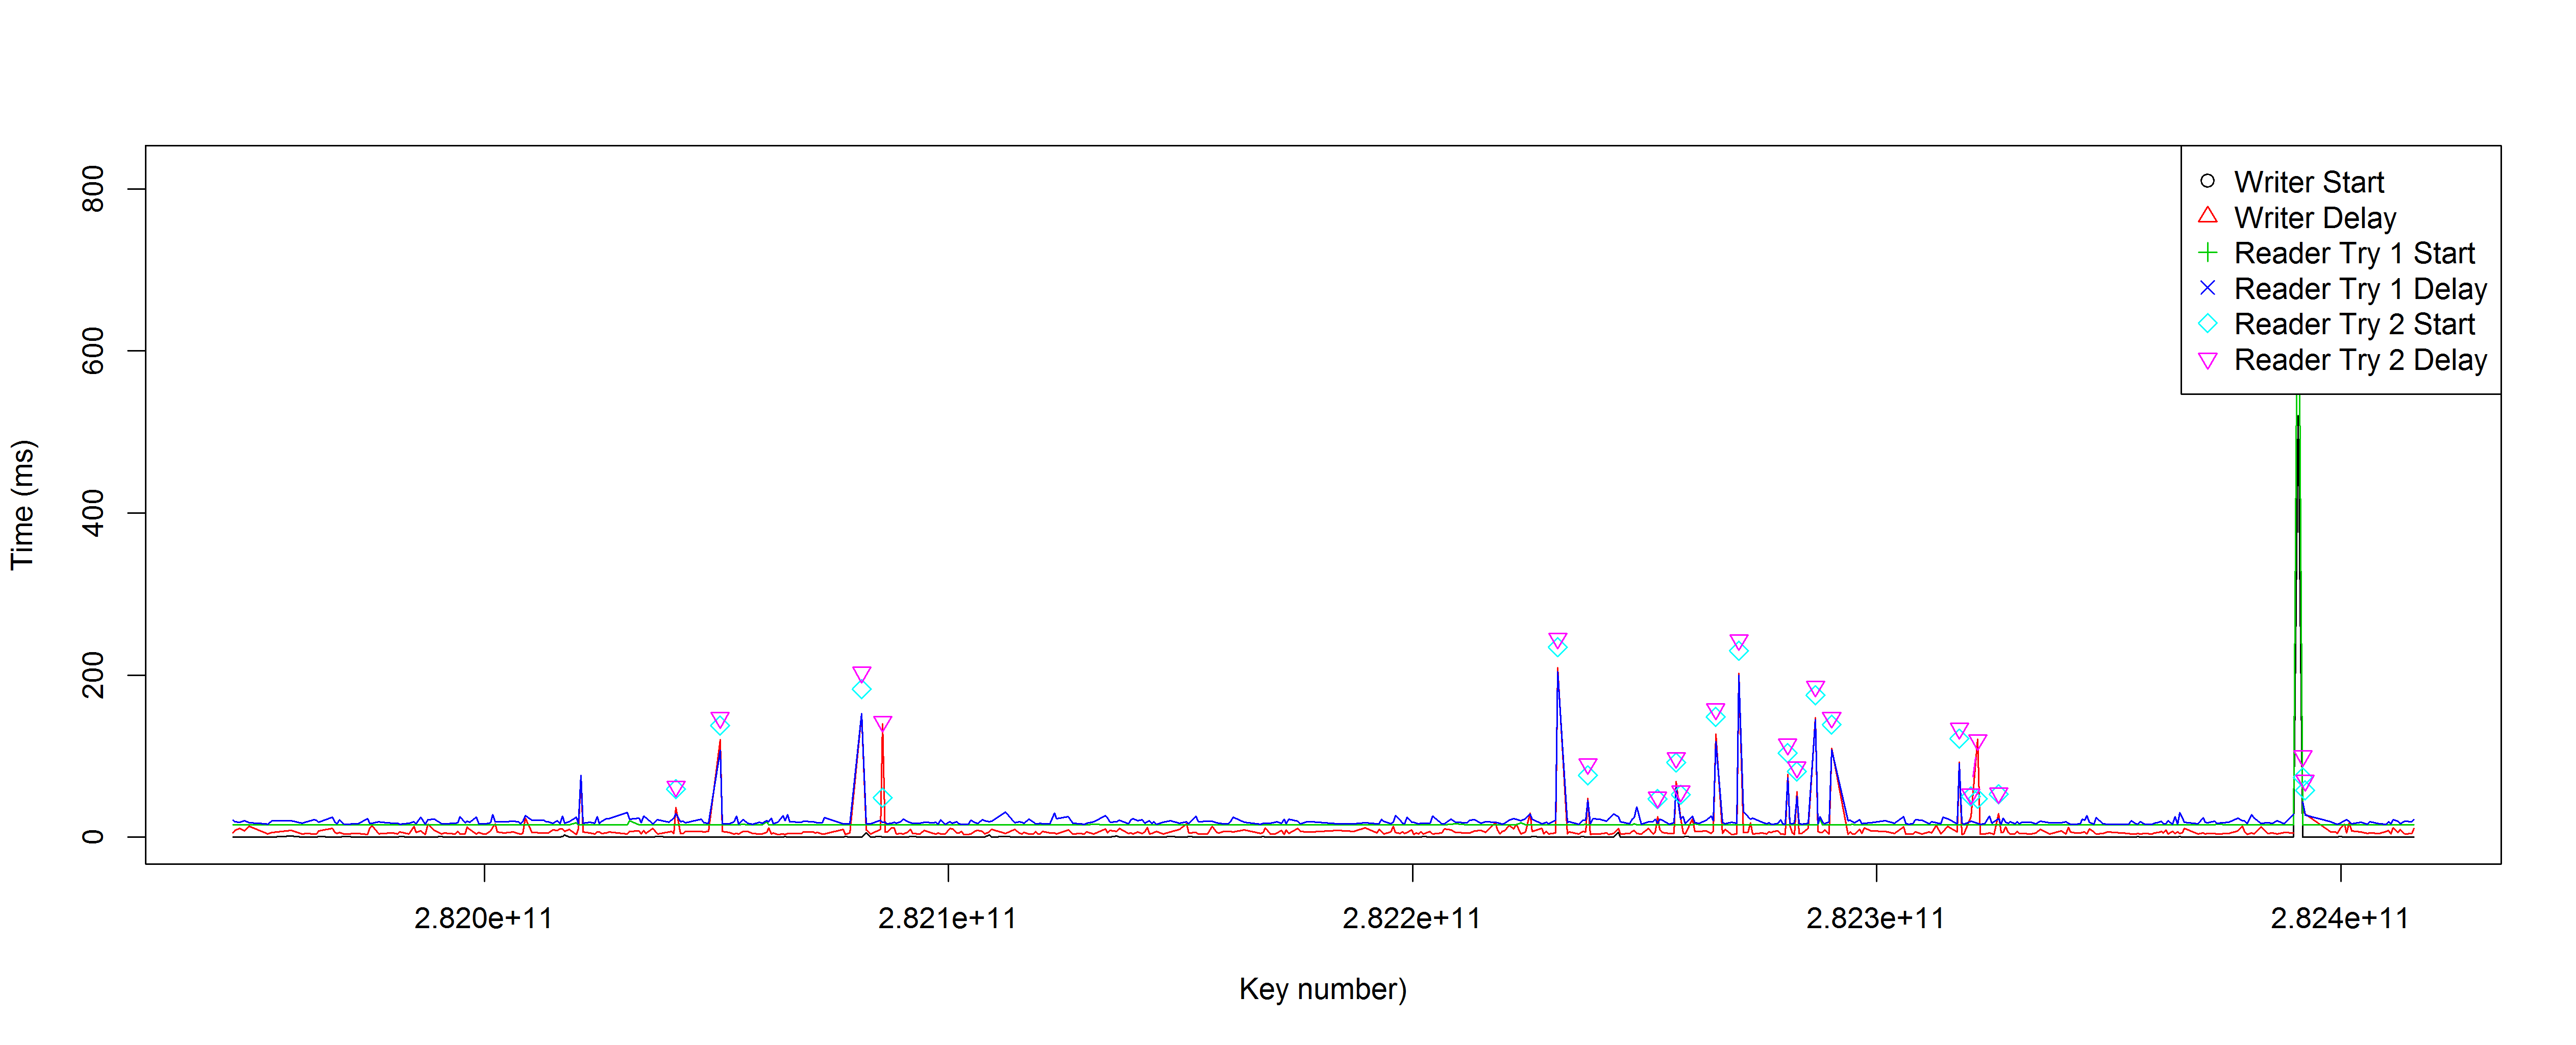 800
600
400
200
0
Time (ms)
Writer Start
Writer Delay
Reader Try 1 Start
Reader Try 1 Delay
Reader Try 2 Start
Reader Try 2 Delay
2.820e+11 2.821e+11 2.822e+11 2.823e+11 2.824e+11
Key number)